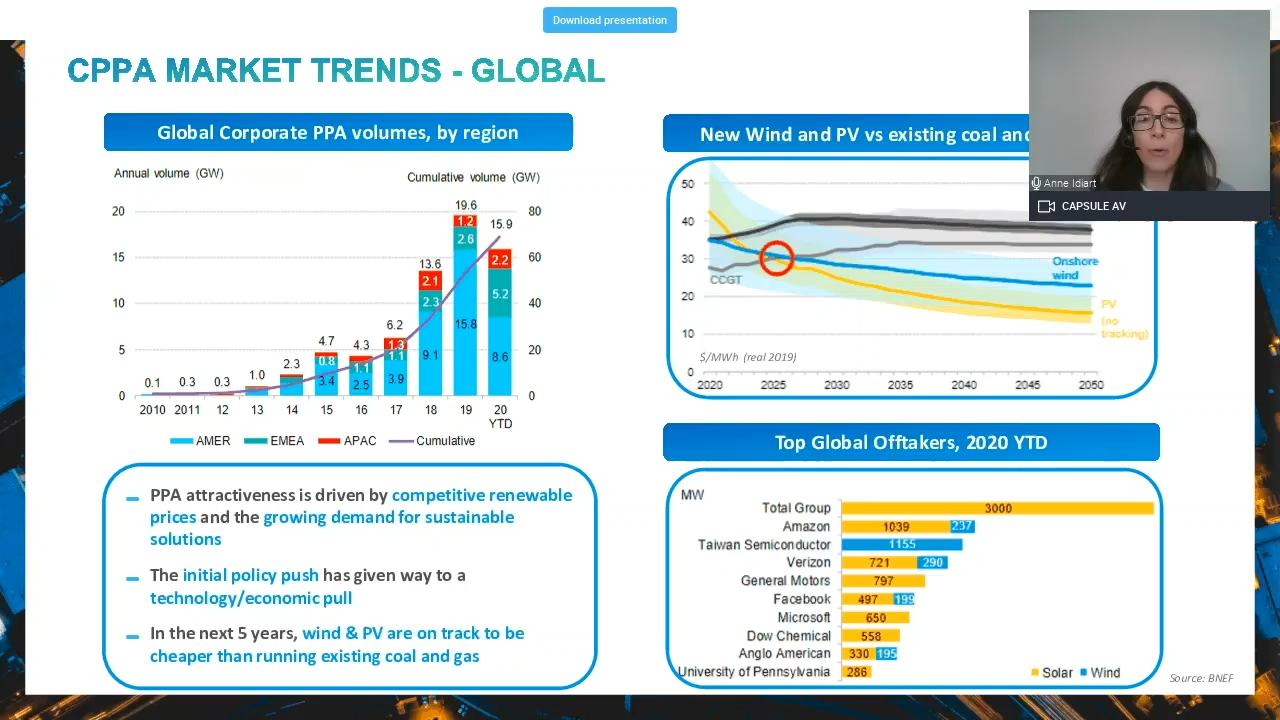 Download presentation
CPPA MARKET TRENDS - GLOBAL
Global Corporate PPA volumes, by region
Annual volume (GW)
Cumulative volume (GW)
20
15
10
5
0
80
60
40
20
0
0.1
0.3
0.3
1.0
2.3
4.7
0.8
3.4
4.3
1.1
2.5
6.2
1.3
1.1
3.9
13.6
2.1
2.3
9.1
19.6
1.2
2.6
15.8
15.9
2.2
5.2
8.6
2010 2011 12 13 14 15 16 17 18 19 20
YTD
AMER EMEA APAC Cumulative
PPA attractiveness is driven by competitive renewable
prices and the growing demand for sustainable
solutions
The initial policy push has given way to a
technology/economic pull
In the next 5 years, wind & PV are on track to be
cheaper than running existing coal and gas
New Wind and PV vs existing coal and
50
40
30
20
10
0
CCGT
Onshore
wind
PV
(no
tracking)
$/MWh (real 2019)
2020 2025 2030 2035 2040 2045 2050
Anne Idiart
CAPSULE AV
Top Global Offtakers, 2020 YTD
MW
Total Group 3000
Amazon 1039 237
Taiwan Semiconductor 1155
Verizon 721 290
General Motors 797
Facebook 497 199
Microsoft 650
Dow Chemical 558
Anglo American 330 195
University of Pennsylvania 286
Solar Wind
Source: BNEF